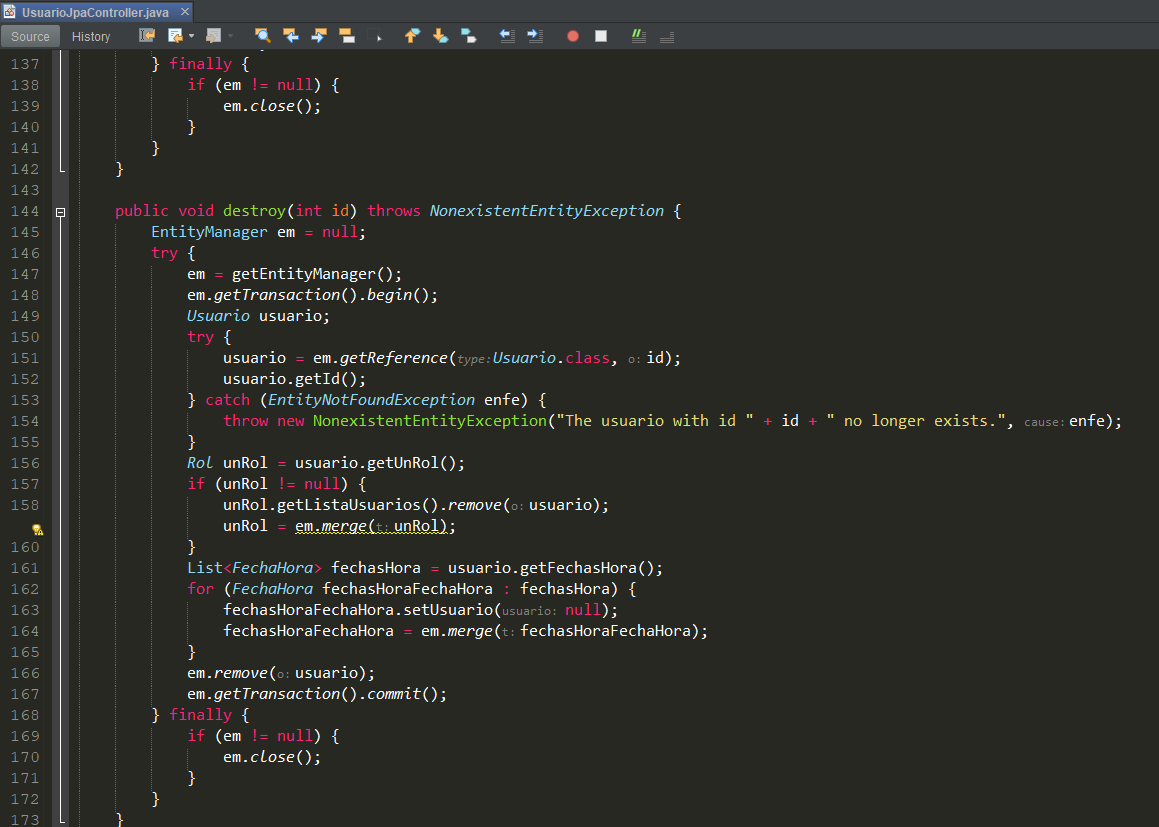 UsuarioJpaController.java
Source History
137 } finally {
138 if (em != null) {
139 em.close();
140 }
141 }
142 }
143
144 public void destroy(int id) throws NonexistentEntityException {
145 EntityManager em = null;
146 try {
147 em = getEntityManager();
148 em.getTransaction().begin();
149 Usuario usuario;
150 try {
151 usuario = em.getReference(type:Usuario.class, o: id);
152 usuario.getId();
153 } catch (EntityNotFoundException enfe) {
154 throw new NonexistentEntityException("The usuario with id " + id + " no longer exists.", cause: enfe);
155 }
156 Rol unRol = usuario.getUnRol();
157 if (unRol != null) {
158 unRol.getListaUsuarios().remove(o: usuario);
unRol = em.merge(t: unRol);
160 }
161 List<FechaHora> fechasHora = usuario.getFechasHora();
162 for (FechaHora fechasHoraFechaHora : fechasHora) {
163 fechasHoraFechaHora.setUsuario(usuario: null);
164 fechasHoraFechaHora = em.merge(t: fechasHoraFechaHora);
165 }
166 em.remove(o: usuario);
167 em.getTransaction().commit();
168 } finally {
169 if (em != null) {
170 em.close();
171 }
172 }
173 }